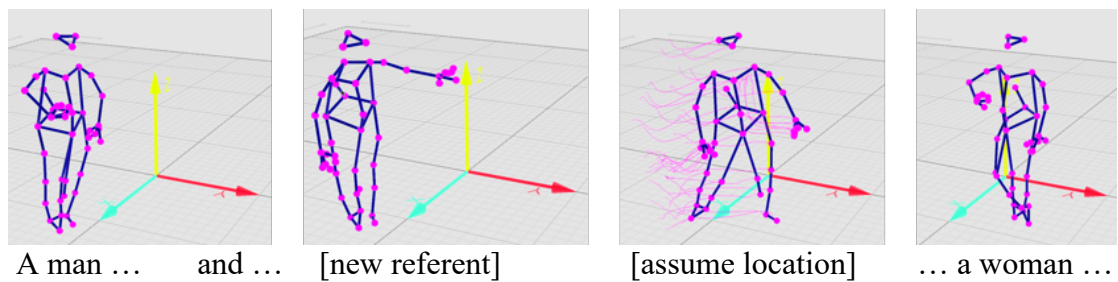 A man … and … [new referent] [assume location] … a woman …